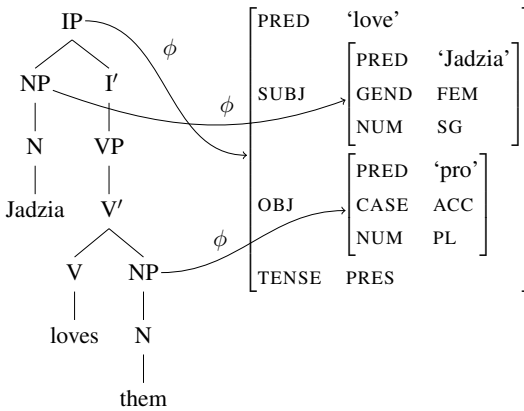 IP
ϕ
PRED ‘love’
NP I′
ϕ
SUBJ
PRED ‘Jadzia’
GEND FEM
NUM SG
N VP
Jadzia V′
OBJ
PRED ‘pro’
CASE ACC
NUM PL
ϕ
V NP
TENSE PRES
loves N
them